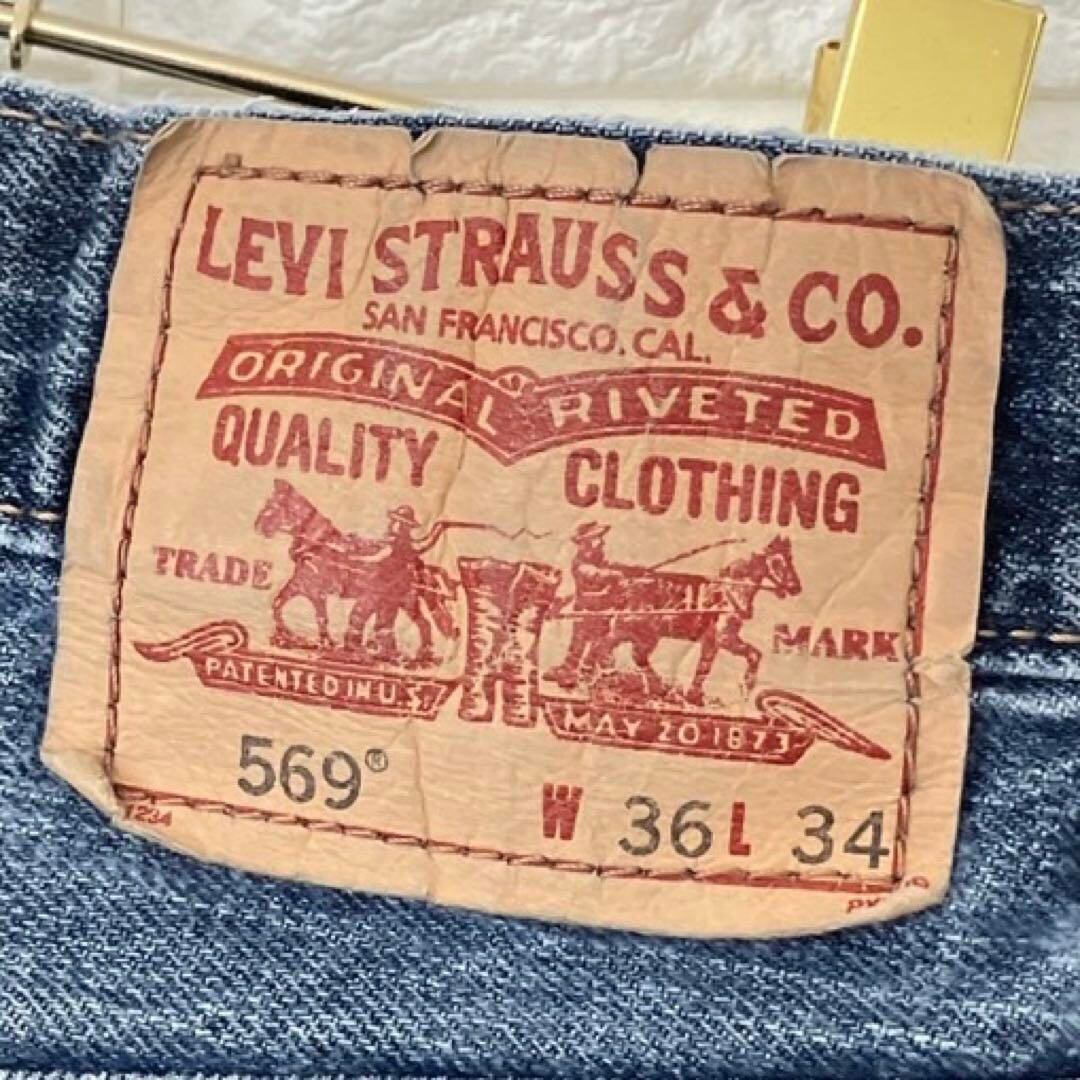 LEVI STRAUSS & CO.
SAN FRANCISCO, CAL.
ORIGINAL RIVETED
QUALITY CLOTHING
TRADE MARK
PATENTED IN U.S.
MAY 20 1873
569®
W 36 L 34
1234